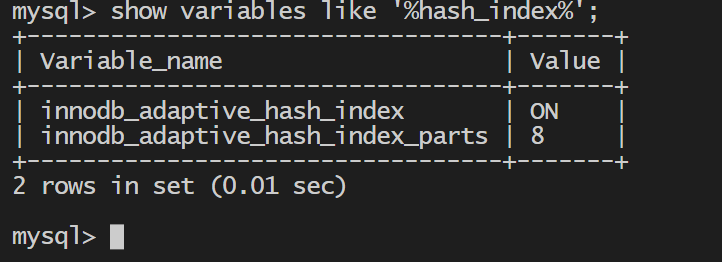 mysql> show variables like '%hash_index%';
+----------------------------------+-------+
| Variable_name                    | Value |
+----------------------------------+-------+
| innodb_adaptive_hash_index       | ON    |
| innodb_adaptive_hash_index_parts | 8     |
+----------------------------------+-------+
2 rows in set (0.01 sec)
mysql>